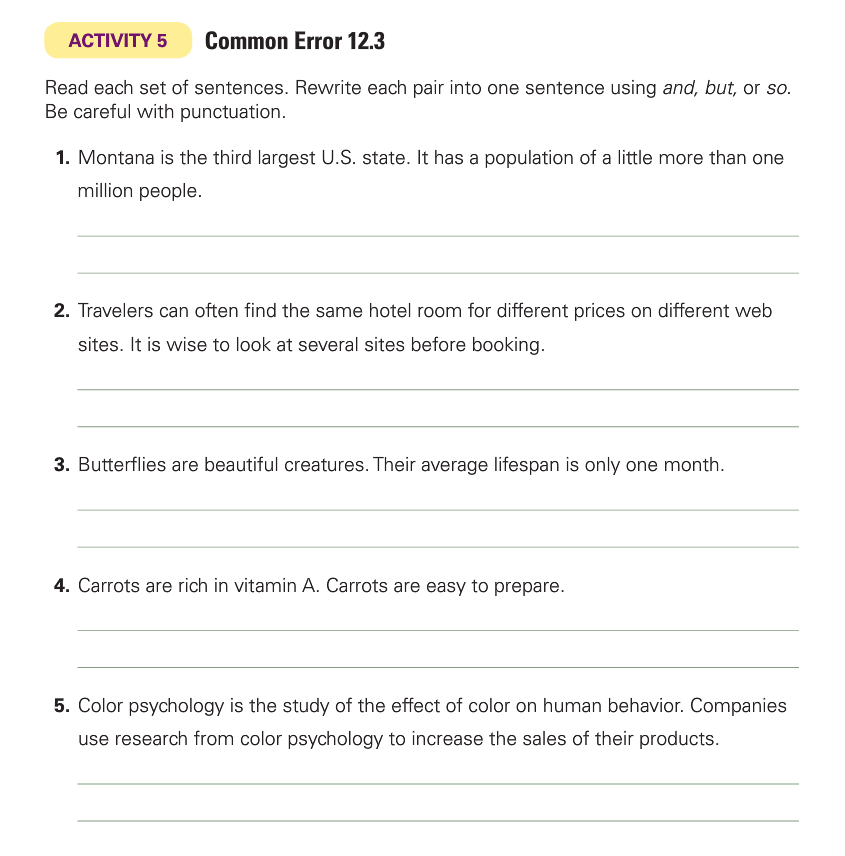 ACTIVITY 5 Common Error 12.3
Read each set of sentences. Rewrite each pair into one sentence using and, but, or so.
Be careful with punctuation.
1. Montana is the third largest U.S. state. It has a population of a little more than one
million people.
2. Travelers can often find the same hotel room for different prices on different web
sites. It is wise to look at several sites before booking.
3. Butterflies are beautiful creatures. Their average lifespan is only one month.
4. Carrots are rich in vitamin A. Carrots are easy to prepare.
5. Color psychology is the study of the effect of color on human behavior. Companies
use research from color psychology to increase the sales of their products.